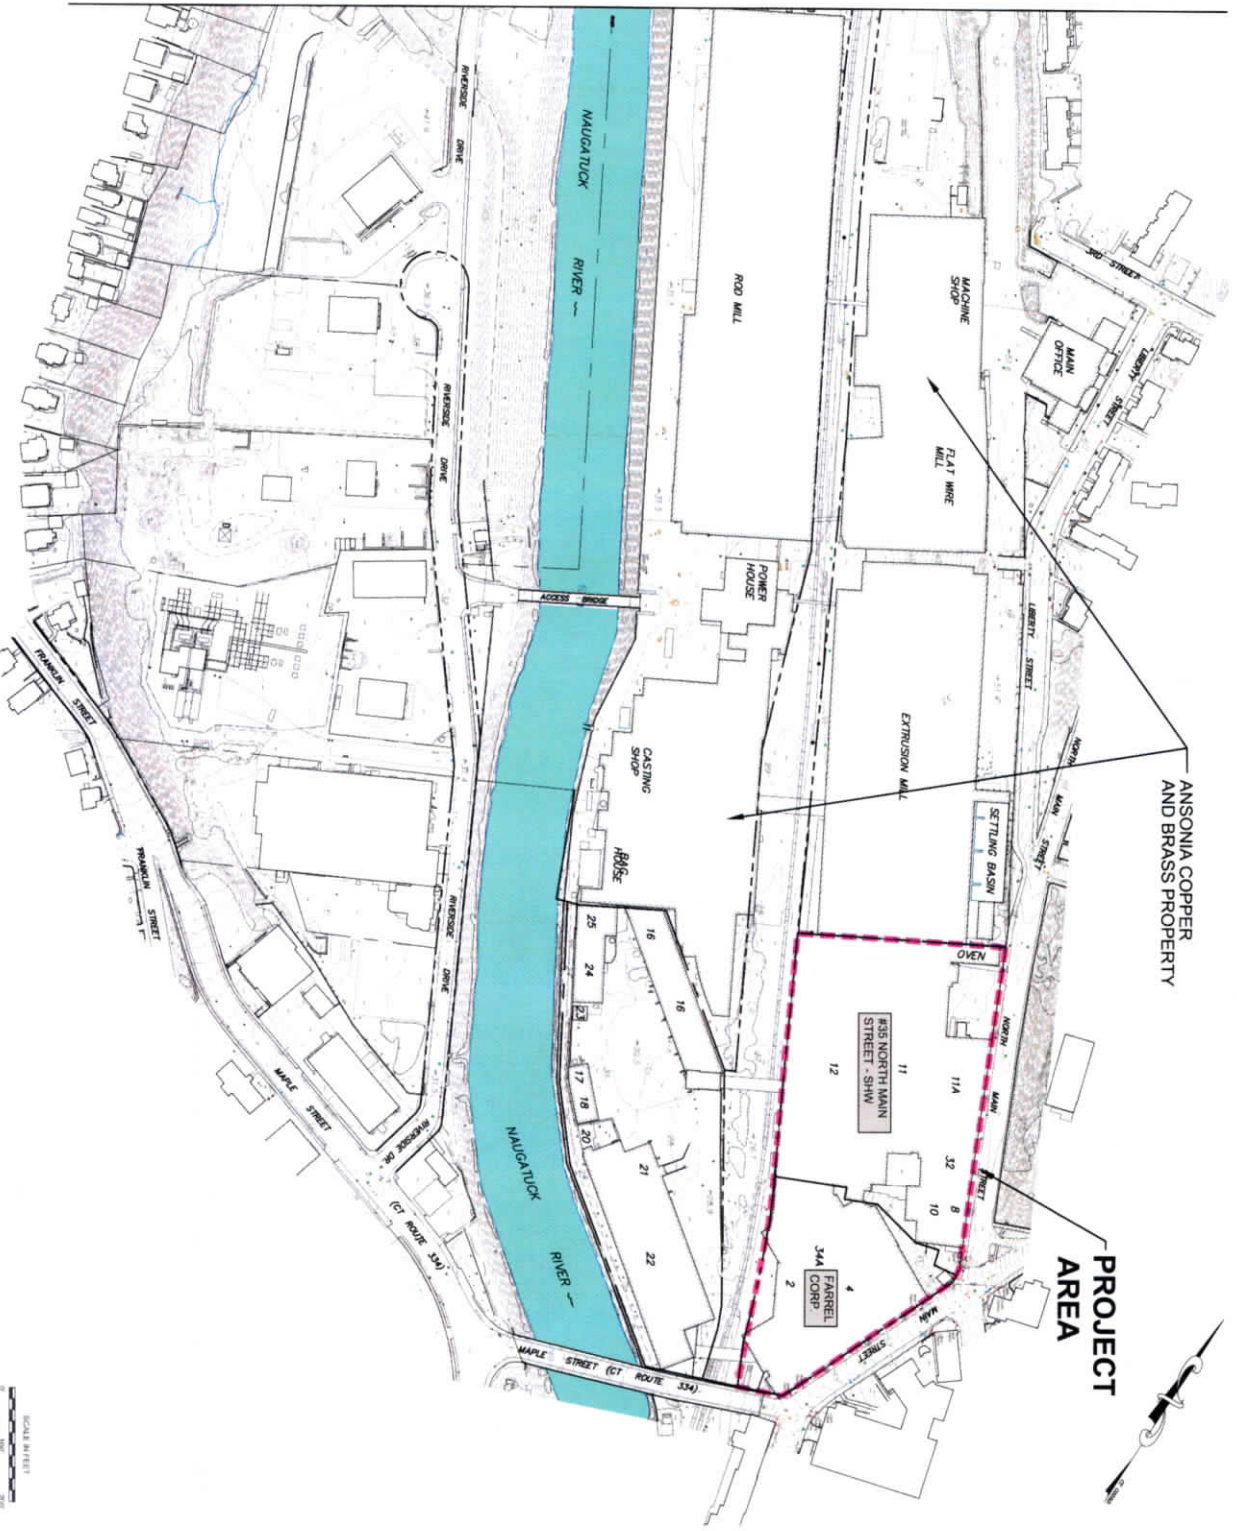 NAUGATUCK
RIVER
RIVERSIDE
DRIVE
ROD MILL
MACHINE
SHOP
MAIN
OFFICE
3RD STREET
LIBERTY
STREET
RIVERSIDE
DRIVE
FLAT WIRE
MILL
POWER
HOUSE
ACCESS BRIDGE
LIBERTY
STREET
FRANKLIN
STREET
CASTING
SHOP
EXTRUSION MILL
NORTH
MAIN
STREET
ANSONIA COPPER
AND BRASS PROPERTY
SETTLING BASIN
BAG
HOUSE
FRANKLIN
STREET
RIVERSIDE
DRIVE
25
24
23
16
16
OVEN
#35 NORTH MAIN
STREET - SHW
12
11
11A
NORTH
MAIN
STREET
32
B
10
17
18
20
21
22
MAPLE
STREET
RIVERSIDE DR.
(CT ROUTE 334)
NAUGATUCK
RIVER
34A
FARREL
CORP.
4
2
MAIN
STREET
PROJECT
AREA
MAPLE STREET (CT ROUTE 334)
SCALE IN FEET